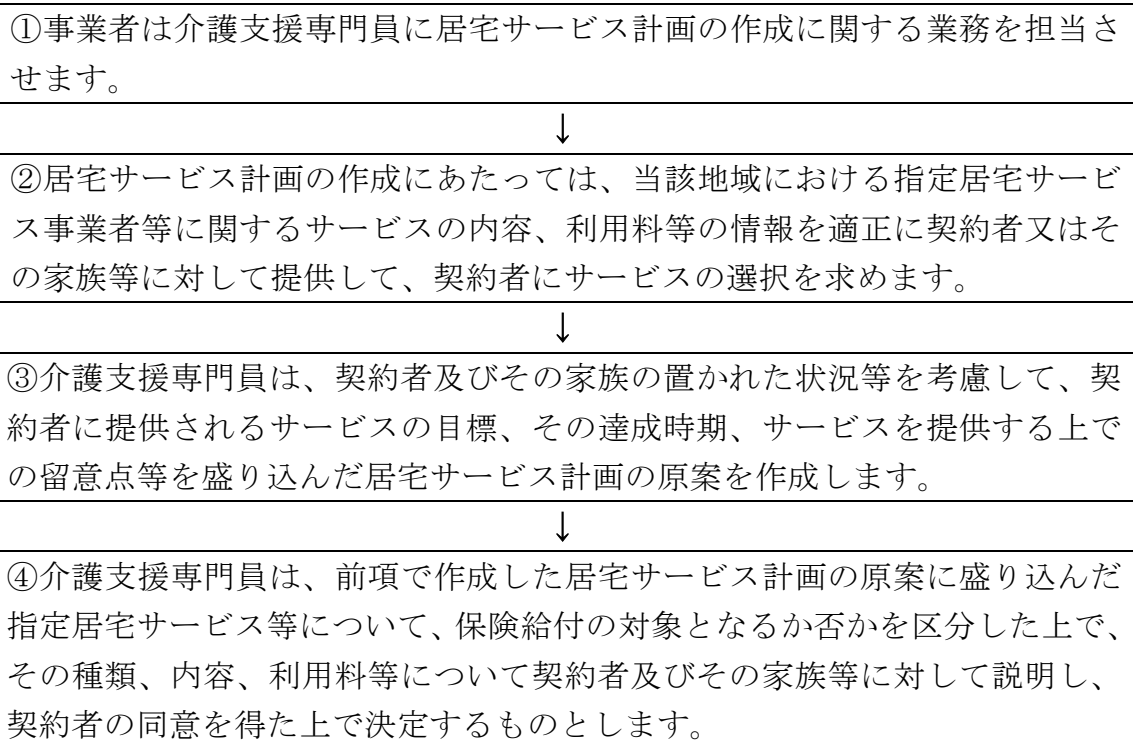 ①事業者は介護支援専門員に居宅サービス計画の作成に関する業務を担当さ
せます。
↓
②居宅サービス計画の作成にあたっては、当該地域における指定居宅サービ
ス事業者等に関するサービスの内容、利用料等の情報を適正に契約者又はそ
の家族等に対して提供して、契約者にサービスの選択を求めます。
↓
③介護支援専門員は、契約者及びその家族の置かれた状況等を考慮して、契
約者に提供されるサービスの目標、その達成時期、サービスを提供する上で
の留意点等を盛り込んだ居宅サービス計画の原案を作成します。
↓
④介護支援専門員は、前項で作成した居宅サービス計画の原案に盛り込んだ
指定居宅サービス等について、保険給付の対象となるか否かを区分した上で、
その種類、内容、利用料等について契約者及びその家族等に対して説明し、
契約者の同意を得た上で決定するものとします。